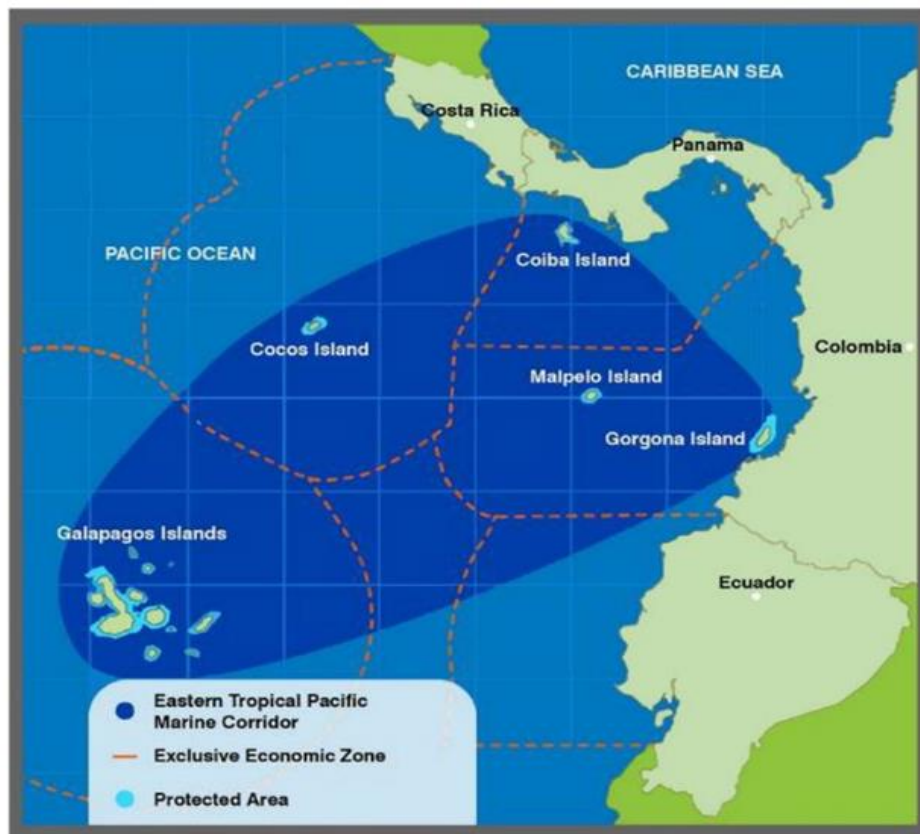 CARIBBEAN SEA
Costa Rica
Panama
PACIFIC OCEAN
Coiba Island
Cocos Island
Colombia
Malpelo Island
Gorgona Island
Galapagos Islands
Ecuador
Eastern Tropical Pacific
Marine Corridor
Exclusive Economic Zone
Protected Area